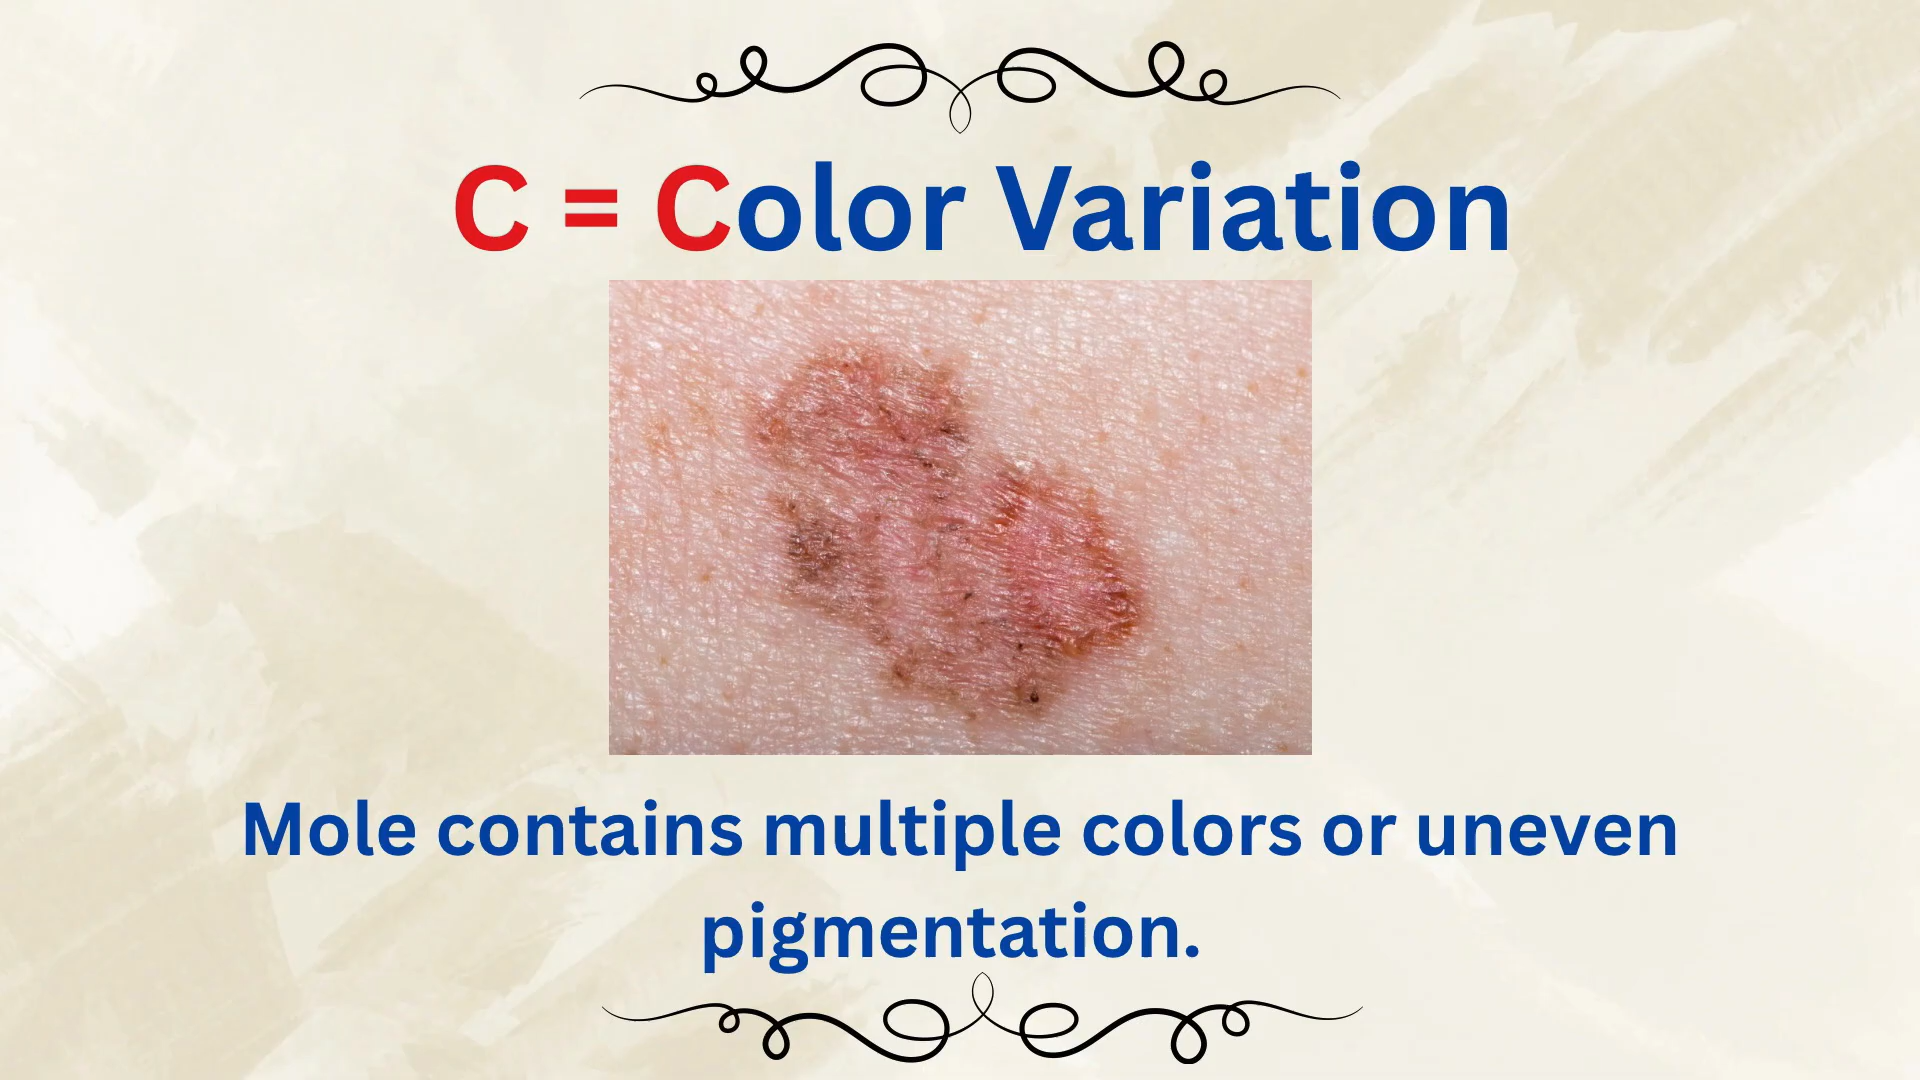 C = Color Variation
Mole contains multiple colors or uneven
pigmentation.